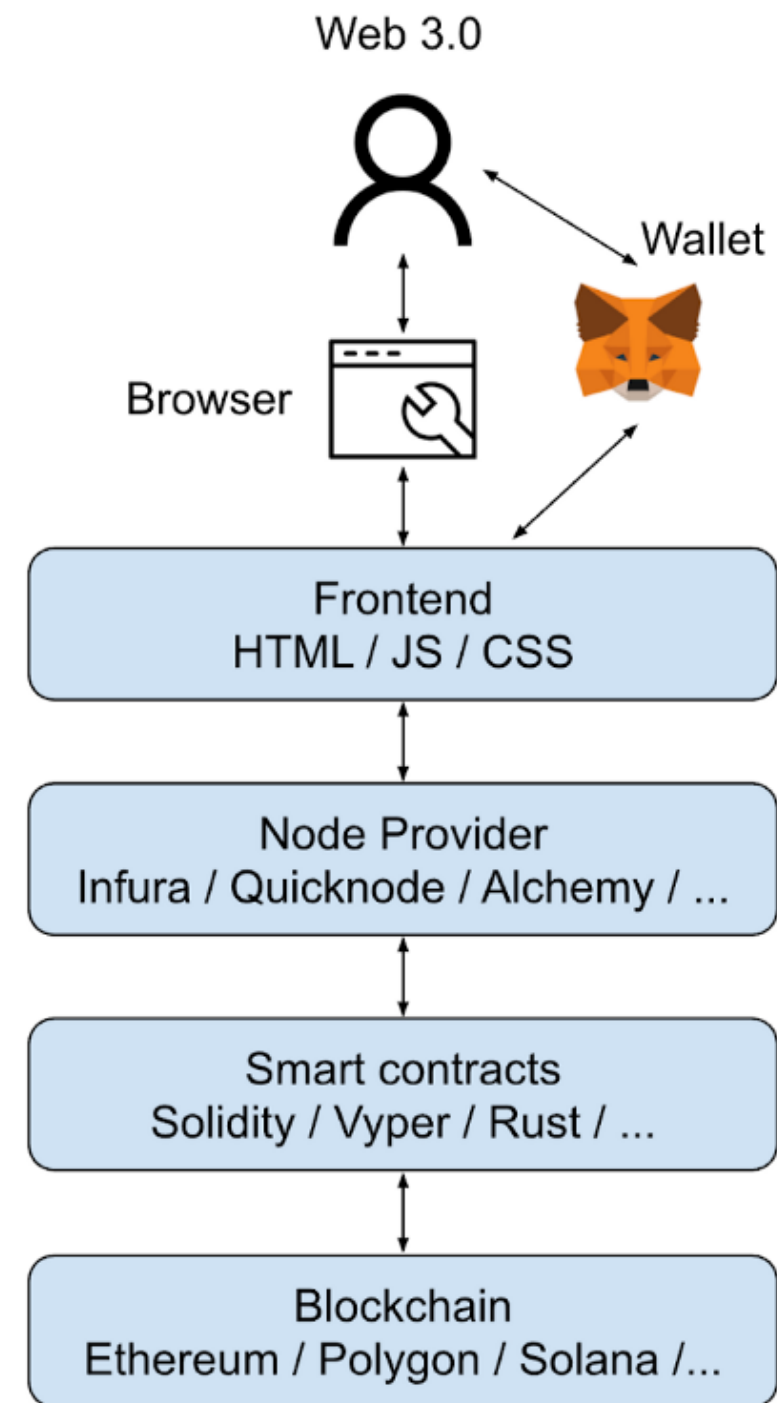 Web 3.0
Wallet
Browser
Frontend
HTML / JS / CSS
Node Provider
Infura / Quicknode / Alchemy / ...
Smart contracts
Solidity / Vyper / Rust / ...
Blockchain
Ethereum / Polygon / Solana /...